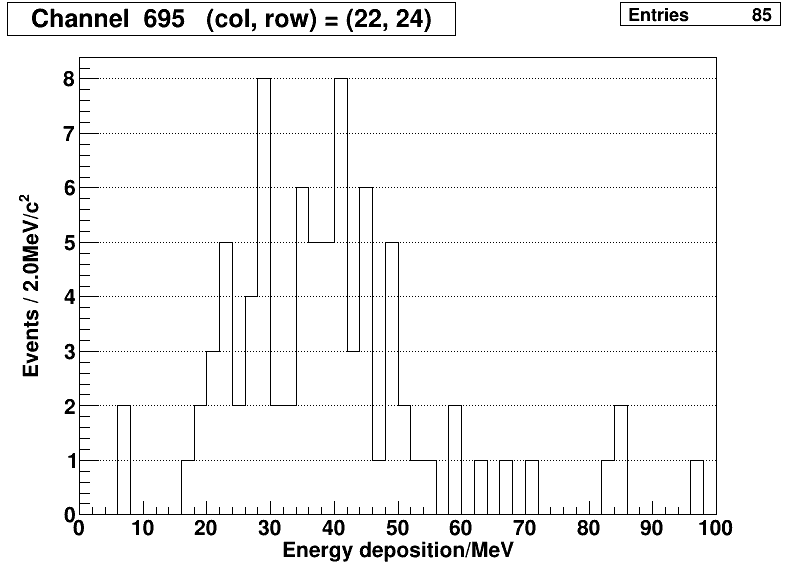 Channel 695 (col, row) = (22, 24)
Entries 85
8
7
6
5
4
3
2
1
0
Events / 2.0MeV/c²
0 10 20 30 40 50 60 70 80 90 100
Energy deposition/MeV